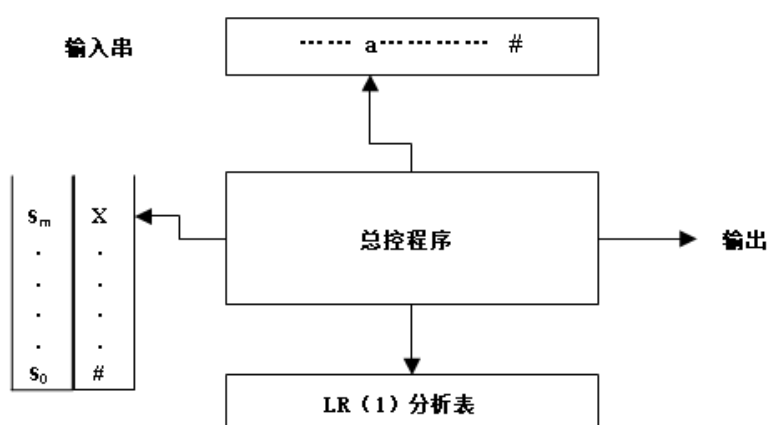 输入串
…… a………… #
Sm X
总控程序
输出
. .
. .
. .
. .
S0 #
LR（1）分析表